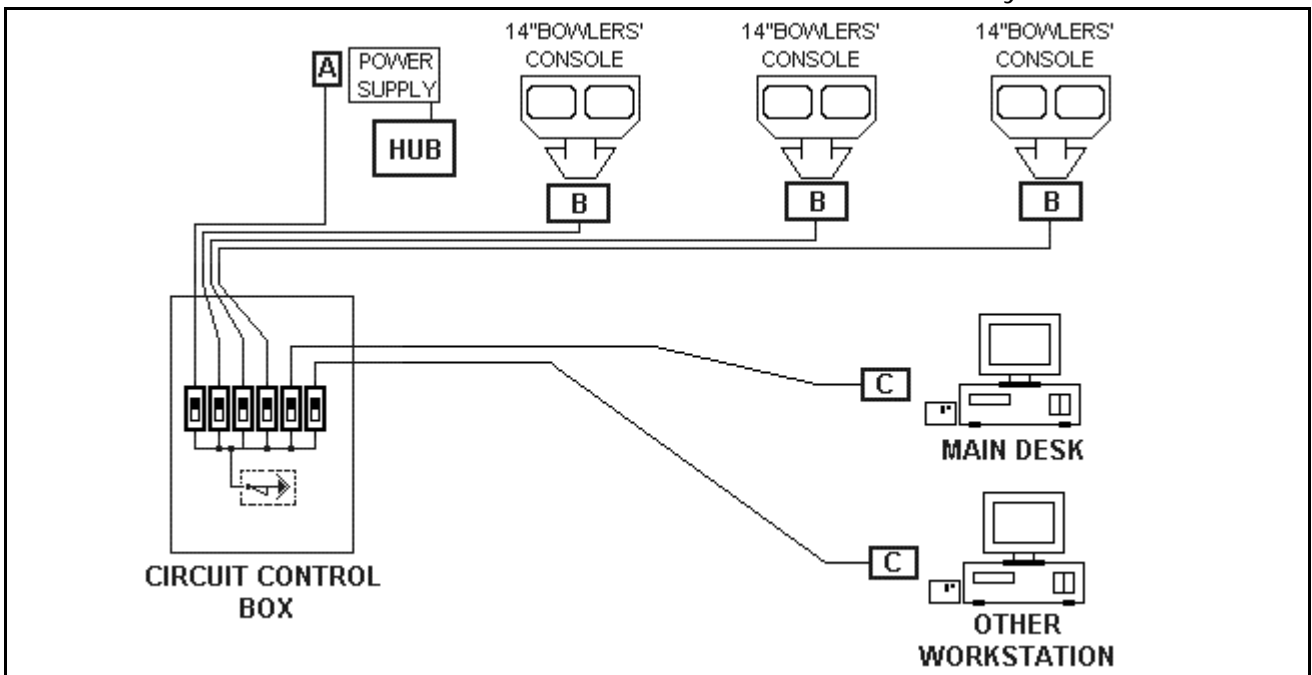 14"BOWLERS'
CONSOLE
14"BOWLERS'
CONSOLE
14"BOWLERS'
CONSOLE
A
POWER
SUPPLY
HUB
B
B
B
C
MAIN DESK
C
CIRCUIT CONTROL
BOX
OTHER
WORKSTATION